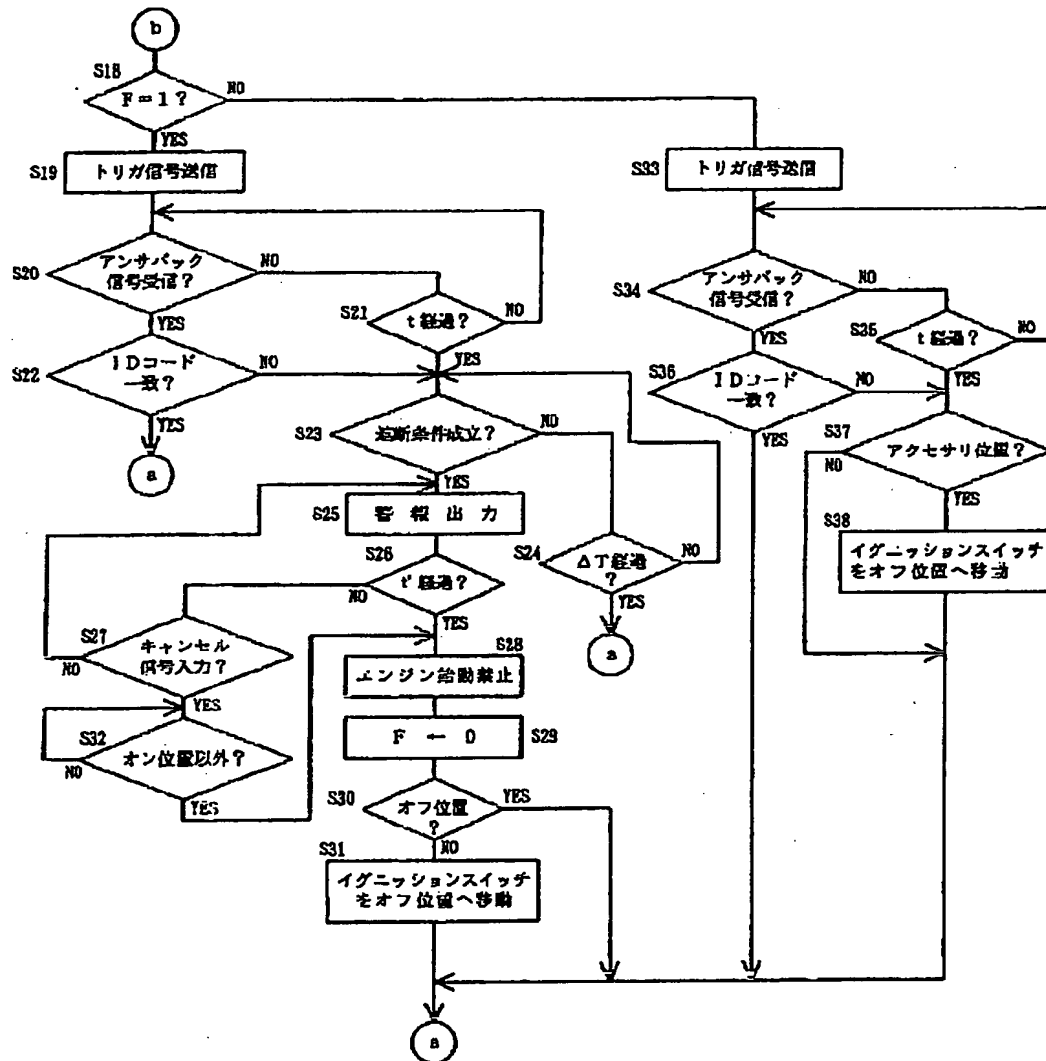 b
S18
F=1?
NO
YES
S19
トリガ信号送信
S33
トリガ信号送信
S20
アンサバック
信号受信?
NO
YES
S21
t経過?
NO
YES
S22
IDコード
一致?
NO
YES
a
S34
アンサバック
信号受信?
NO
YES
S35
t経過?
NO
YES
S36
IDコード
一致?
NO
YES
S23
遮断条件成立?
NO
YES
S24
ΔT経過
?
NO
YES
a
S25
警報出力
S26
t'経過?
NO
YES
S27
キャンセル
信号入力?
NO
YES
S32
オン位置以外?
NO
YES
S28
エンジン始動禁止
F ← 0
S29
S30
オフ位置
?
YES
NO
S31
イグニッションスイッチ
をオフ位置へ移動
S37
アクセサリ位置?
NO
YES
S38
イグニッションスイッチ
をオフ位置へ移動
a